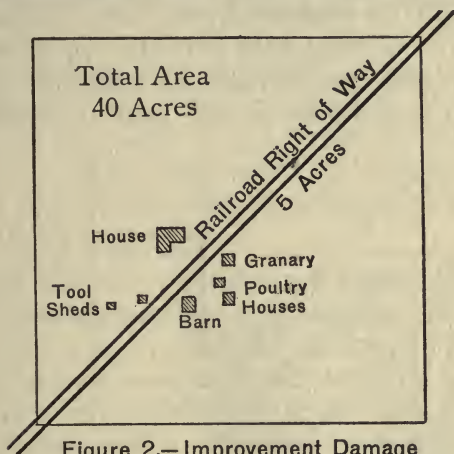 Total Area
40 Acres
Railroad Right of Way
5 Acres
House
Granary
Tool
Sheds
Poultry
Houses
Barn
Figure 2.—Improvement Damage